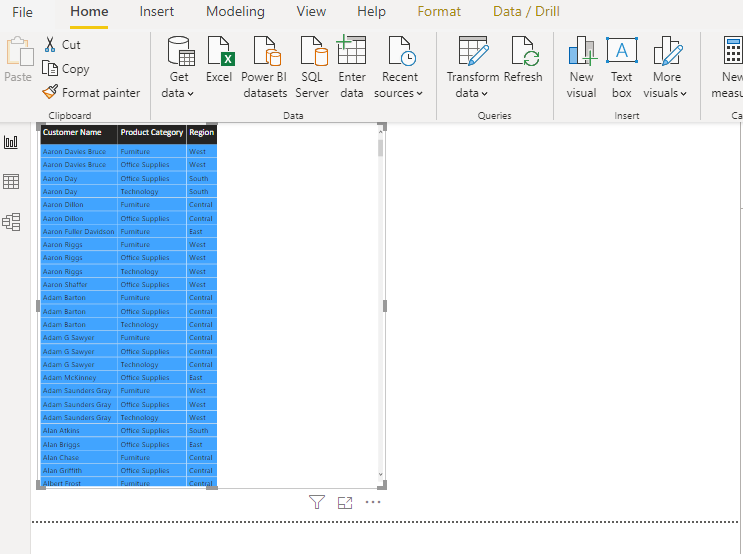 File Home Insert Modeling View Help Format Data / Drill
Paste
Cut
Copy
Format painter
Get data
Excel
Power BI datasets
SQL Server
Enter data
Recent sources
Transform data
Refresh
New visual
Text box
A
More visuals
New
measu
Clipboard Data Queries Insert Ca
Customer Name Product Category Region
Aaron Davies Bruce Furniture West
Aaron Davies Bruce Office Supplies West
Aaron Day Office Supplies South
Aaron Day Technology South
Aaron Dillon Furniture Central
Aaron Dillon Office Supplies Central
Aaron Fuller Davidson Furniture East
Aaron Riggs Furniture West
Aaron Riggs Office Supplies West
Aaron Riggs Technology West
Aaron Shaffer Office Supplies West
Adam Barton Furniture Central
Adam Barton Office Supplies Central
Adam Barton Technology Central
Adam G Sawyer Furniture Central
Adam G Sawyer Office Supplies Central
Adam G Sawyer Technology Central
Adam McKinney Office Supplies East
Adam Saunders Gray Furniture West
Adam Saunders Gray Office Supplies West
Adam Saunders Gray Technology West
Alan Atkins Office Supplies South
Alan Briggs Office Supplies East
Alan Chase Furniture Central
Alan Griffith Office Supplies Central
Albert Frost Furniture Central